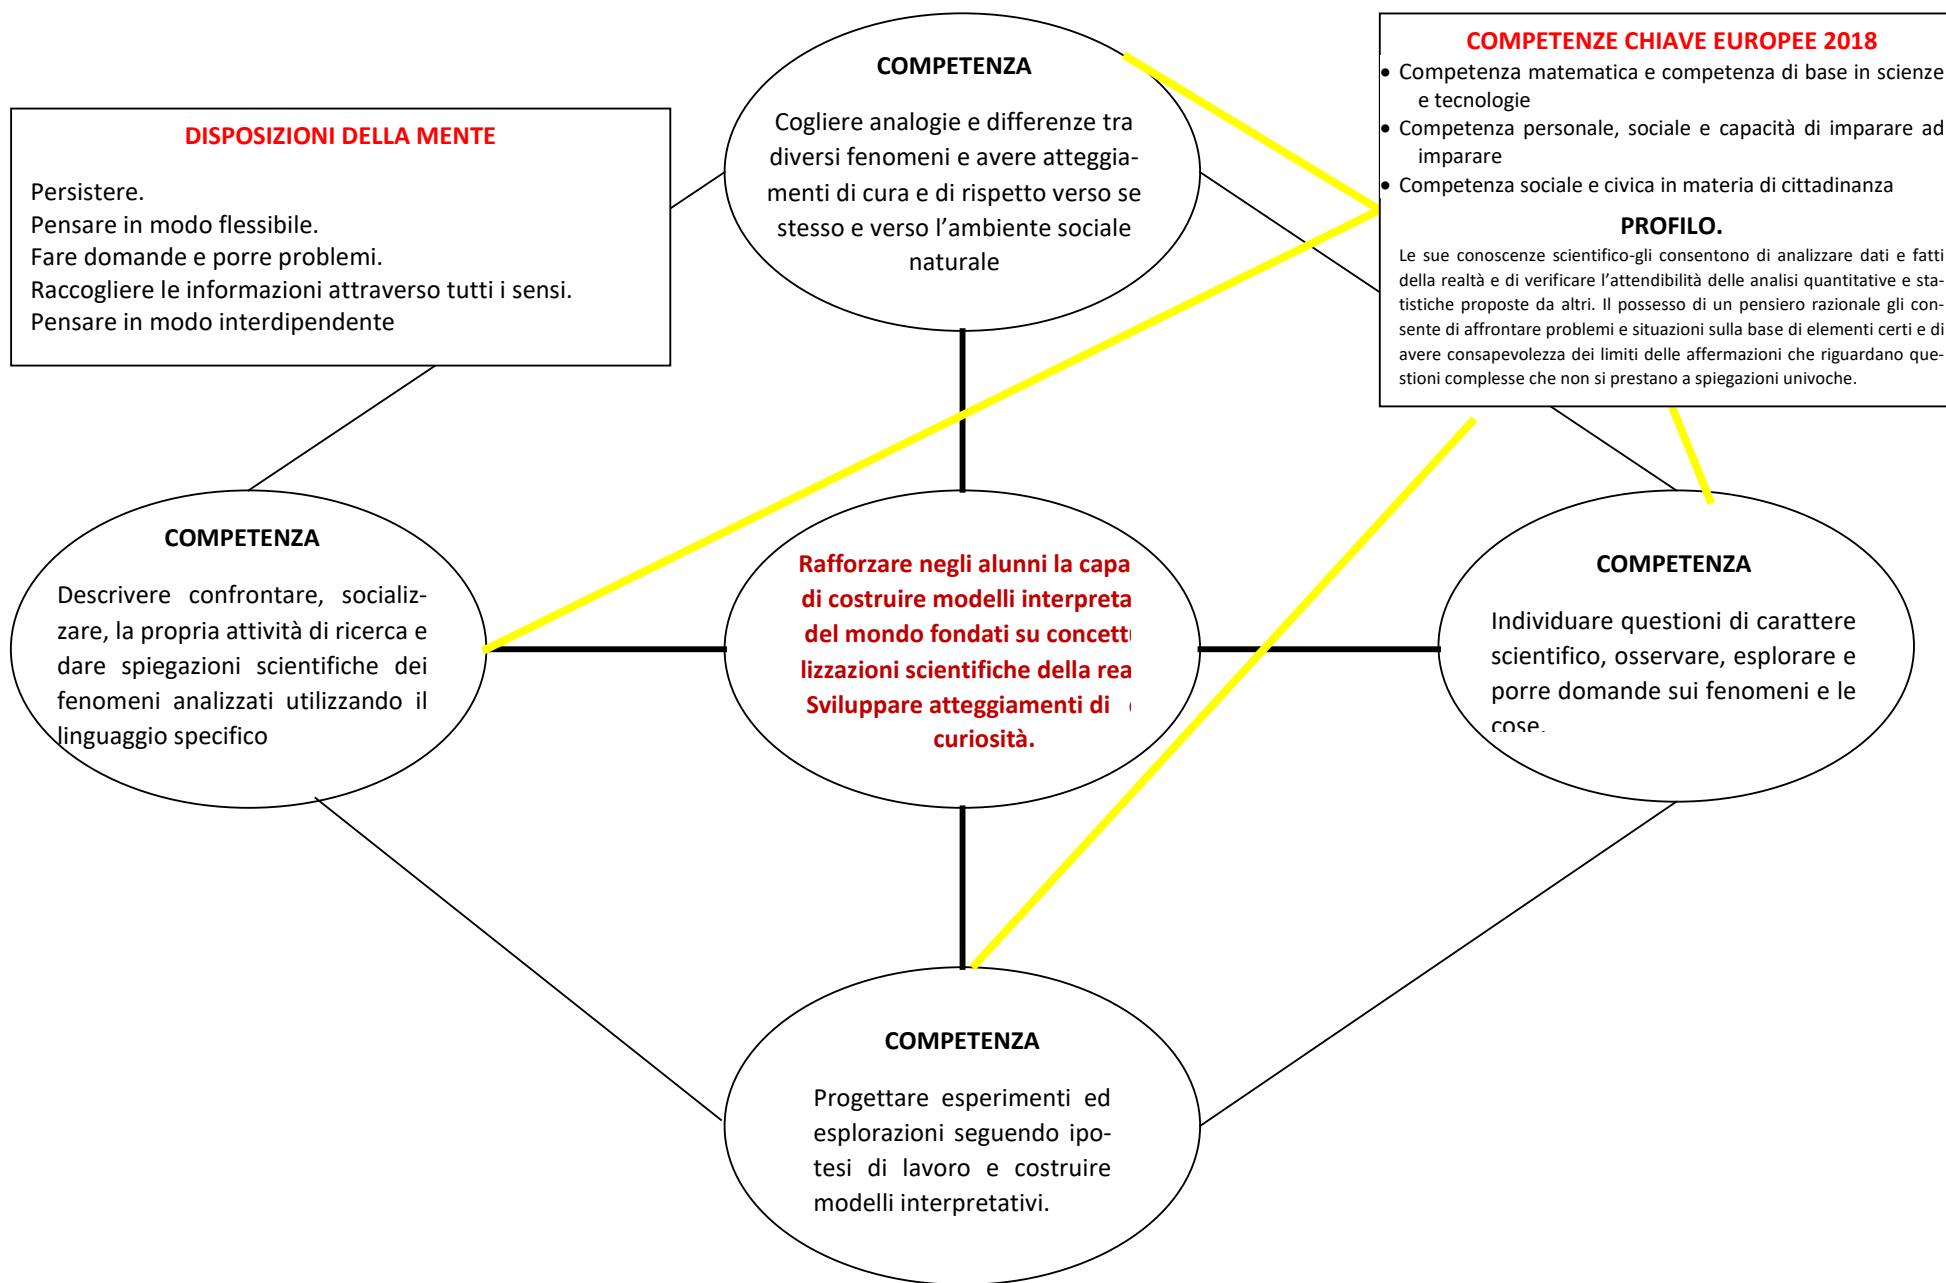 COMPETENZA
Cogliere analogie e differenze tra
diversi fenomeni e avere atteggia-
menti di cura e di rispetto verso se
stesso e verso l’ambiente sociale
naturale
COMPETENZE CHIAVE EUROPEE 2018
• Competenza matematica e competenza di base in scienze
e tecnologie
• Competenza personale, sociale e capacità di imparare ad
imparare
• Competenza sociale e civica in materia di cittadinanza
PROFILO.
Le sue conoscenze scientifico-gli consentono di analizzare dati e fatti
della realtà e di verificare l’attendibilità delle analisi quantitative e sta-
tistiche proposte da altri. Il possesso di un pensiero razionale gli con-
sente di affrontare problemi e situazioni sulla base di elementi certi e di
avere consapevolezza dei limiti delle affermazioni che riguardano que-
stioni complesse che non si prestano a spiegazioni univoche.
DISPOSIZIONI DELLA MENTE
Persistere.
Pensare in modo flessibile.
Fare domande e porre problemi.
Raccogliere le informazioni attraverso tutti i sensi.
Pensare in modo interdipendente
COMPETENZA
Descrivere confrontare, socializ-
zare, la propria attività di ricerca e
dare spiegazioni scientifiche dei
fenomeni analizzati utilizzando il
linguaggio specifico
Rafforzare negli alunni la capa
di costruire modelli interpreta
del mondo fondati su concett
lizzazioni scientifiche della rea
Sviluppare atteggiamenti di
curiosità.
COMPETENZA
Individuare questioni di carattere
scientifico, osservare, esplorare e
porre domande sui fenomeni e le
cose.
COMPETENZA
Progettare esperimenti ed
esplorazioni seguendo ipo-
tesi di lavoro e costruire
modelli interpretativi.